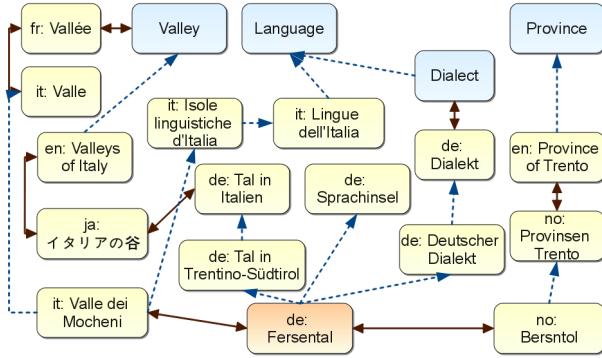 fr: Vallée
Valley
Language
Province
it: Valle
Dialect
it: Isole
linguistiche
d'Italia
it: Lingue
dell'Italia
en: Valleys
of Italy
de:
Dialekt
en: Province
of Trento
de: Tal in
Italien
de:
Sprachinsel
ja:
イタリアの谷
no:
Provinsen
Trento
de: Tal in
Trentino-Südtirol
de: Deutscher
Dialekt
it: Valle dei
Mocheni
de:
Fersental
no:
Bersntol